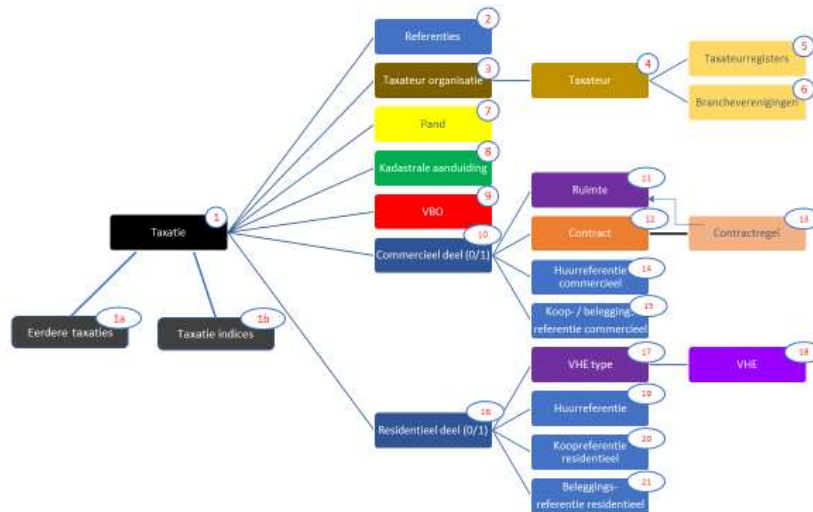 Referenties
2
Taxateur organisatie
3
Taxateur
4
Taxateurregisters
5
Brancheverenigingen
6
Pand
7
Kadastrale aanduiding
8
VBO
9
Taxatie
1
Eerdere taxaties
1a
Taxatie indices
1b
Commercieel deel (0/1)
10
Ruimte
11
Contract
12
Contractregel
13
Huurreferentie
commercieel
14
Koop- / belegging
referentie commercieel
15
Residentieel deel (0/1)
16
VHE type
17
VHE
18
Huurreferentie
19
Koopreferentie
residentieel
20
Beleggings-
referentie residentieel
21